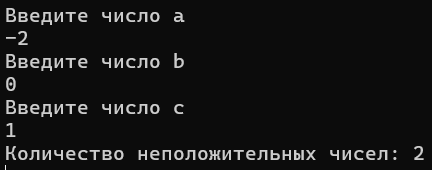 Введите число a
-2
Введите число b
0
Введите число c
1
Количество неположительных чисел: 2